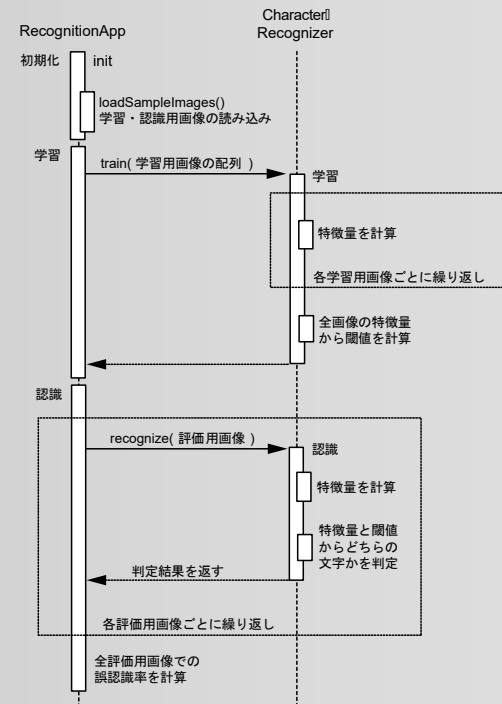 Character
Recognizer
RecognitionApp
初期化
init
loadSampleImages()
学習・認識用画像の読み込み
学習
train( 学習用画像の配列 )
学習
特徴量を計算
各学習用画像ごとに繰り返し
全画像の特徴量
から閾値を計算
認識
recognize( 評価用画像 )
認識
特徴量を計算
特徴量と閾値
からどちらの
文字かを判定
判定結果を返す
各評価用画像ごとに繰り返し
全評価用画像での
誤認識率を計算